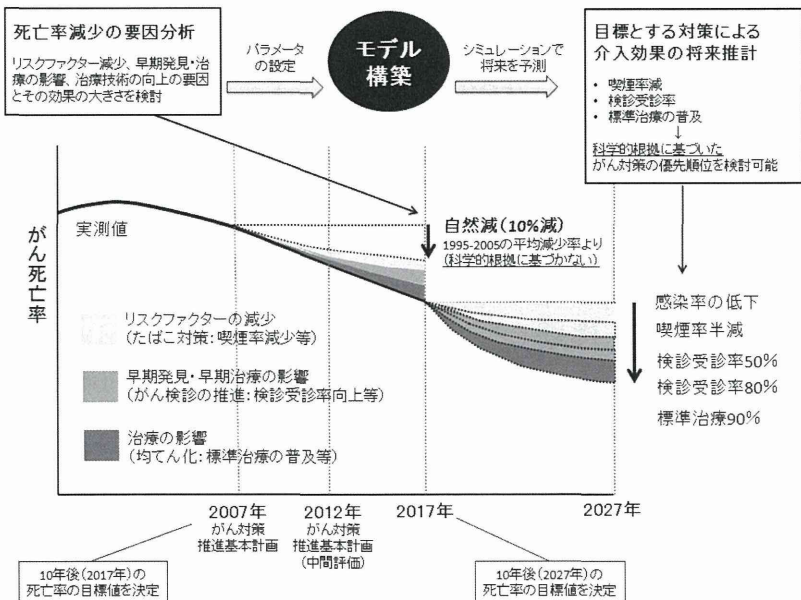 死亡率減少の要因分析
リスクファクター減少、早期発見・治
療の影響、治療技術の向上の要因
とその効果の大きさを検討
パラメータ
の設定
モデル
構築
シミュレーションで
将来を予測
目標とする対策による
介入効果の将来推計
・ 喫煙率減
・ 検診受診率
・ 標準治療の普及
↓
科学的根拠に基づいた
がん対策の優先順位を検討可能
がん死亡率
実測値
自然減(10%減)
1995-2005の平均減少率より
(科学的根拠に基づかない)
リスクファクターの減少
(たばこ対策:喫煙率減少等)
早期発見・早期治療の影響
(がん検診の推進:検診受診率向上等)
治療の影響
(均てん化:標準治療の普及等)
感染率の低下
喫煙率半減
検診受診率50%
検診受診率80%
標準治療90%
2007年
がん対策
推進基本計画
2012年
がん対策
推進基本計画
(中間評価)
2017年
2027年
10年後(2017年)の
死亡率の目標値を決定
10年後(2027年)の
死亡率の目標値を決定